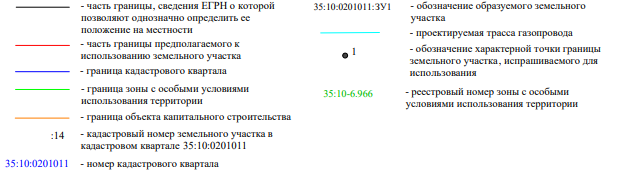 - часть границы, сведения ЕГРН о которой
позволяют однозначно определить ее
положение на местности
- часть границы предполагаемого к
использованию земельного участка
- граница кадастрового квартала
- граница зоны с особыми условиями
использования территории
- граница объекта капитального строительства
:14 - кадастровый номер земельного участка в
кадастровом квартале 35:10:0201011
35:10:0201011 - номер кадастрового квартала
35:10:0201011:ЗУ1 - обозначение образуемого земельного
участка
- проектируемая трасса газопровода
1 - обозначение характерной точки границы
земельного участка, испрашиваемого для
использования
35:10-6.966 - реестровый номер зоны с особыми
условиями использования территории